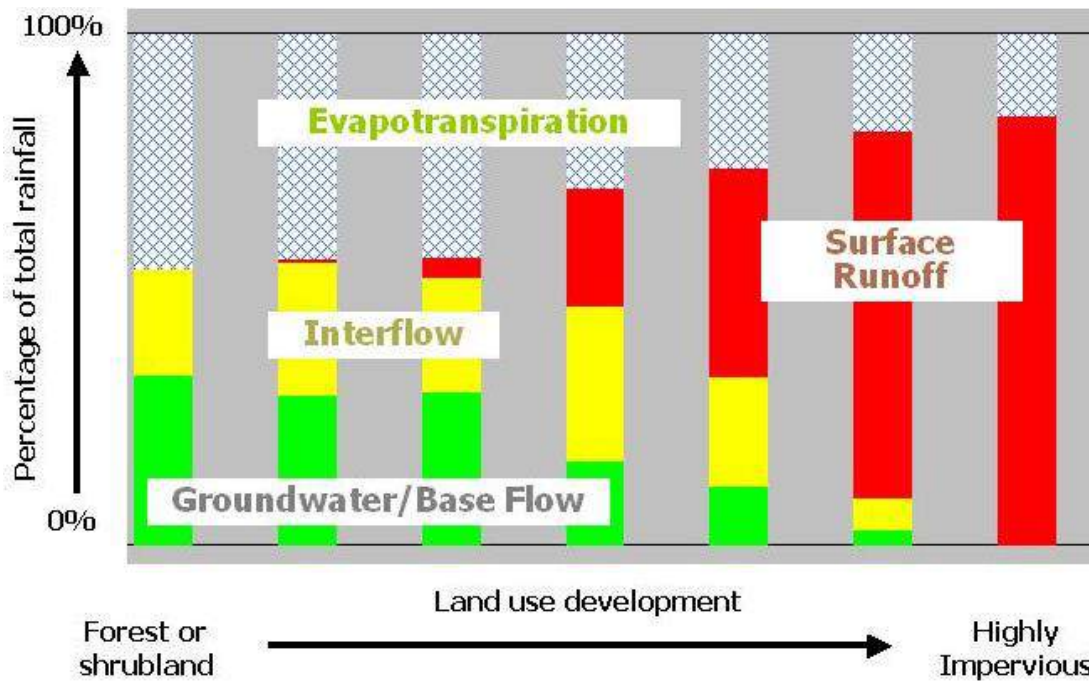 100%
Evapotranspiration
Percentage of total rainfall
Surface
Runoff
Interflow
Groundwater/Base Flow
0%
Land use development
Forest or
shrubland
Highly
Impervious